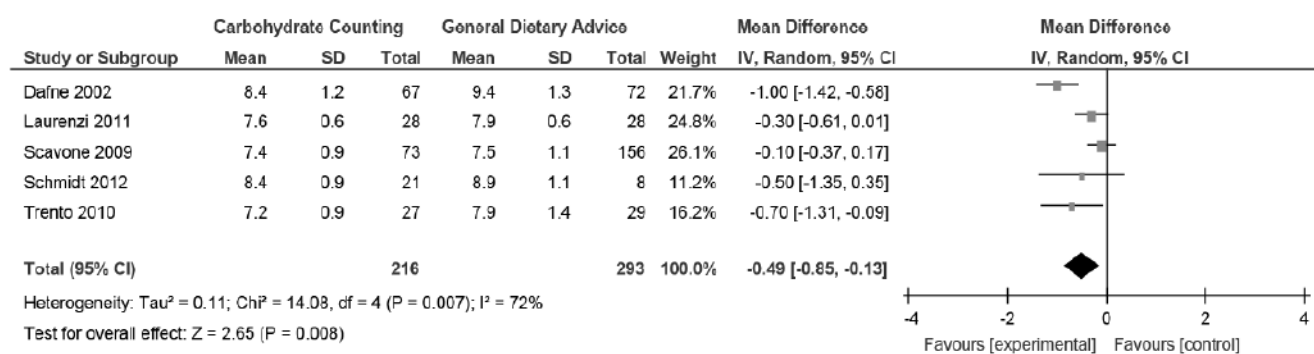 Carbohydrate Counting General Dietary Advice Mean Difference Mean Difference
Study or Subgroup Mean SD Total Mean SD Total Weight IV, Random, 95% CI IV, Random, 95% CI
Dafne 2002 8.4 1.2 67 9.4 1.3 72 21.7% -1.00 [-1.42, -0.58]
Laurenzi 2011 7.6 0.6 28 7.9 0.6 28 24.8% -0.30 [-0.61, 0.01]
Scavone 2009 7.4 0.9 73 7.5 1.1 156 26.1% -0.10 [-0.37, 0.17]
Schmidt 2012 8.4 0.9 21 8.9 1.1 8 11.2% -0.50 [-1.35, 0.35]
Trento 2010 7.2 0.9 27 7.9 1.4 29 16.2% -0.70 [-1.31, -0.09]
Total (95% CI) 216 293 100.0% -0.49 [-0.85, -0.13]
Heterogeneity: Tau² = 0.11; Chi² = 14.08, df = 4 (P = 0.007); I² = 72%
Test for overall effect: Z = 2.65 (P = 0.008)
-4 -2 0 2 4
Favours [experimental] Favours [control]